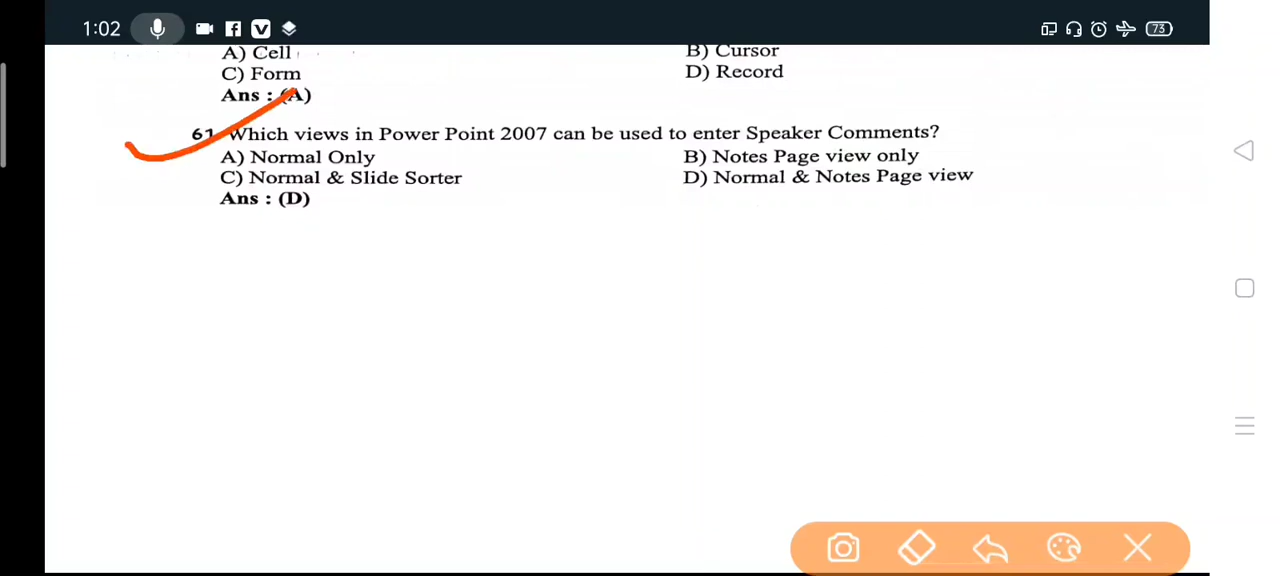 1:02 73
A) Cell B) Cursor
C) Form D) Record
Ans : (A)
61. Which views in Power Point 2007 can be used to enter Speaker Comments?
A) Normal Only B) Notes Page view only
C) Normal & Slide Sorter D) Normal & Notes Page view
Ans : (D)